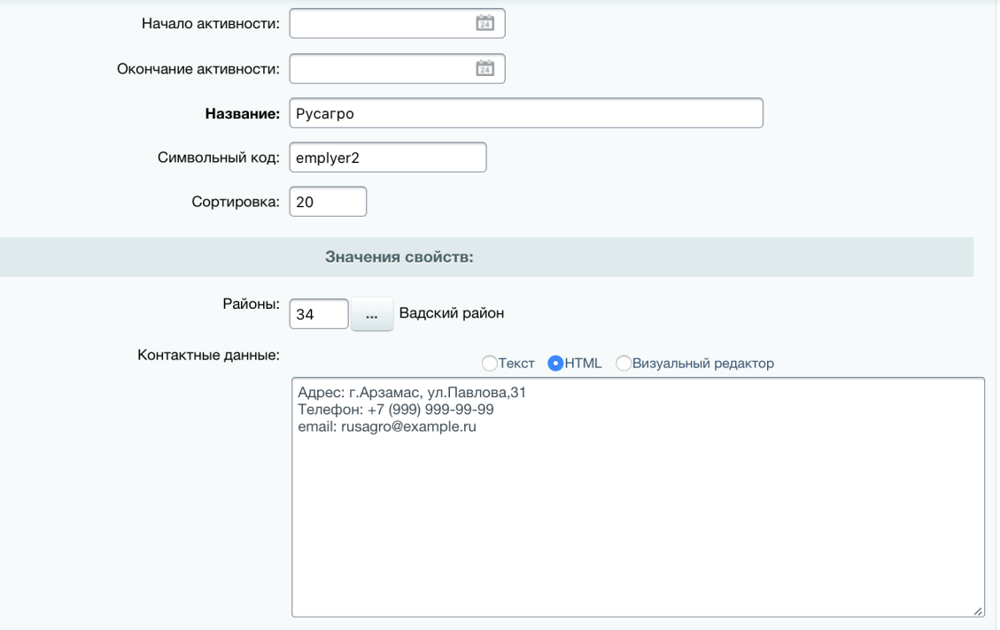 Начало активности:
24
Окончание активности:
24
Название: Русагро
Символьный код: emplyer2
Сортировка: 20
Значения свойств:
Районы: 34 ... Вадский район
Контактные данные:
Текст HTML Визуальный редактор
Адрес: г.Арзамас, ул.Павлова,31
Телефон: +7 (999) 999-99-99
email: rusagro@example.ru